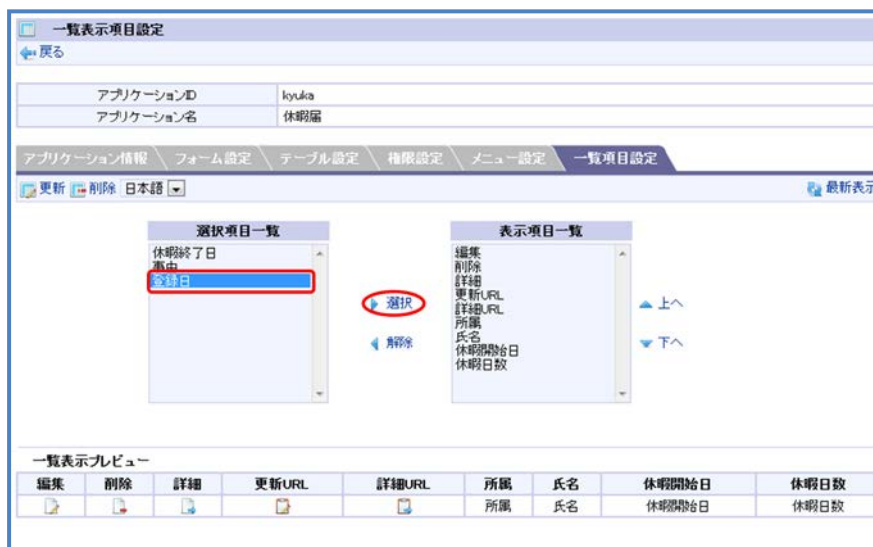 一覧表示項目設定
戻る
アプリケーションID kyuka
アプリケーション名 休暇届
アプリケーション情報 フォーム設定 テーブル設定 権限設定 メニュー設定 一覧項目設定
更新 削除 日本語 最新表示
選択項目一覧 表示項目一覧
休暇終了日
事由
登録日
選択
解除
編集
削除
詳細
更新URL
詳細URL
所属
氏名
休暇開始日
休暇日数
上へ
下へ
一覧表示プレビュー
編集 削除 詳細 更新URL 詳細URL 所属 氏名 休暇開始日 休暇日数
所属 氏名 休暇開始日 休暇日数